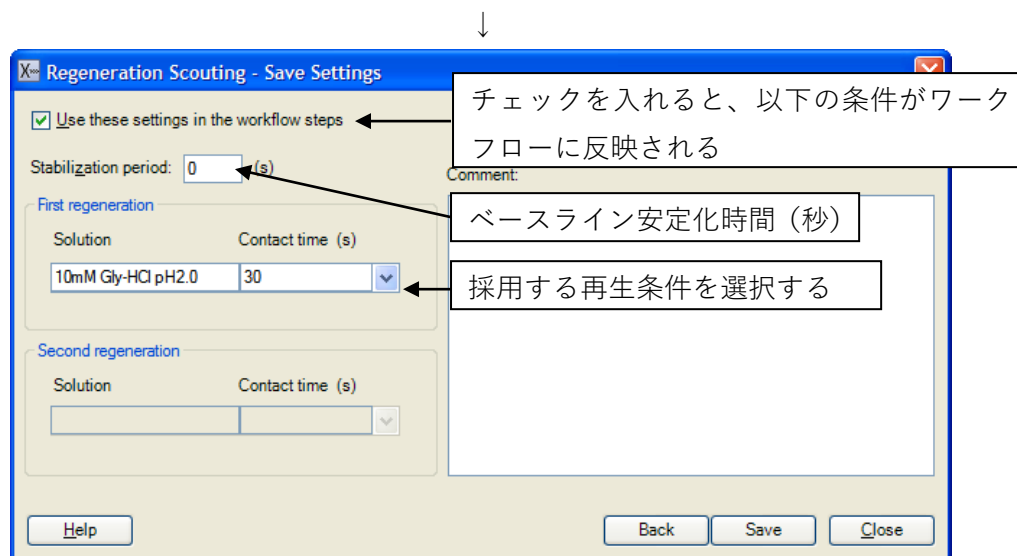 ↓
Regeneration Scouting - Save Settings
チェックを入れると、以下の条件がワーク
フローに反映される
Use these settings in the workflow steps
Stabilization period: 0 (s)
Comment:
ベースライン安定化時間（秒）
First regeneration
Solution Contact time (s)
10mM Gly-HCl pH2.0 30
採用する再生条件を選択する
Second regeneration
Solution Contact time (s)
Help Back Save Close